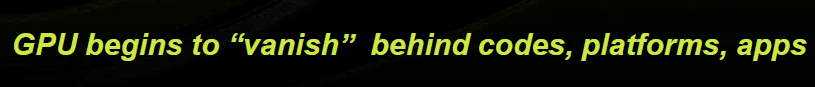 GPU begins to “vanish”  behind codes, platforms, apps